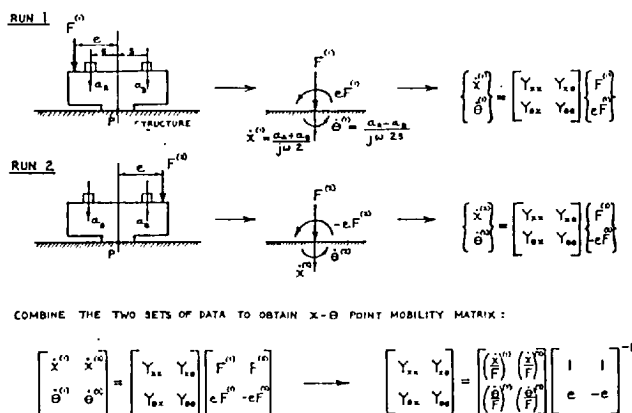 RUN 1
F⁽¹⁾
e
s s
a_A a_B
P STRUCTURE
F⁽¹⁾
eF⁽¹⁾
ẋ⁽¹⁾ = (a_A + a_B) / (jω 2)
θ̇⁽¹⁾ = (a_A - a_B) / (jω 2s)
{ẋ⁽¹⁾ θ̇⁽¹⁾} = [Y_xx Y_xθ Y_θx Y_θθ] {F⁽¹⁾ eF⁽¹⁾}
RUN 2
e
F⁽²⁾
P
F⁽²⁾
-eF⁽²⁾
ẋ⁽²⁾ θ̇⁽²⁾
{ẋ⁽²⁾ θ̇⁽²⁾} = [Y_xx Y_xθ Y_θx Y_θθ] {F⁽²⁾ -eF⁽²⁾}
COMBINE THE TWO SETS OF DATA TO OBTAIN X-θ POINT MOBILITY MATRIX :
[ẋ⁽¹⁾ ẋ⁽²⁾ θ̇⁽¹⁾ θ̇⁽²⁾] = [Y_xx Y_xθ Y_θx Y_θθ] [F⁽¹⁾ F⁽²⁾ eF⁽¹⁾ -eF⁽²⁾]
[Y_xx Y_xθ Y_θx Y_θθ] = [(ẋ/F)⁽¹⁾ (ẋ/F)⁽²⁾ (θ̇/F)⁽¹⁾ (θ̇/F)⁽²⁾] [1 1 e -e]⁻¹